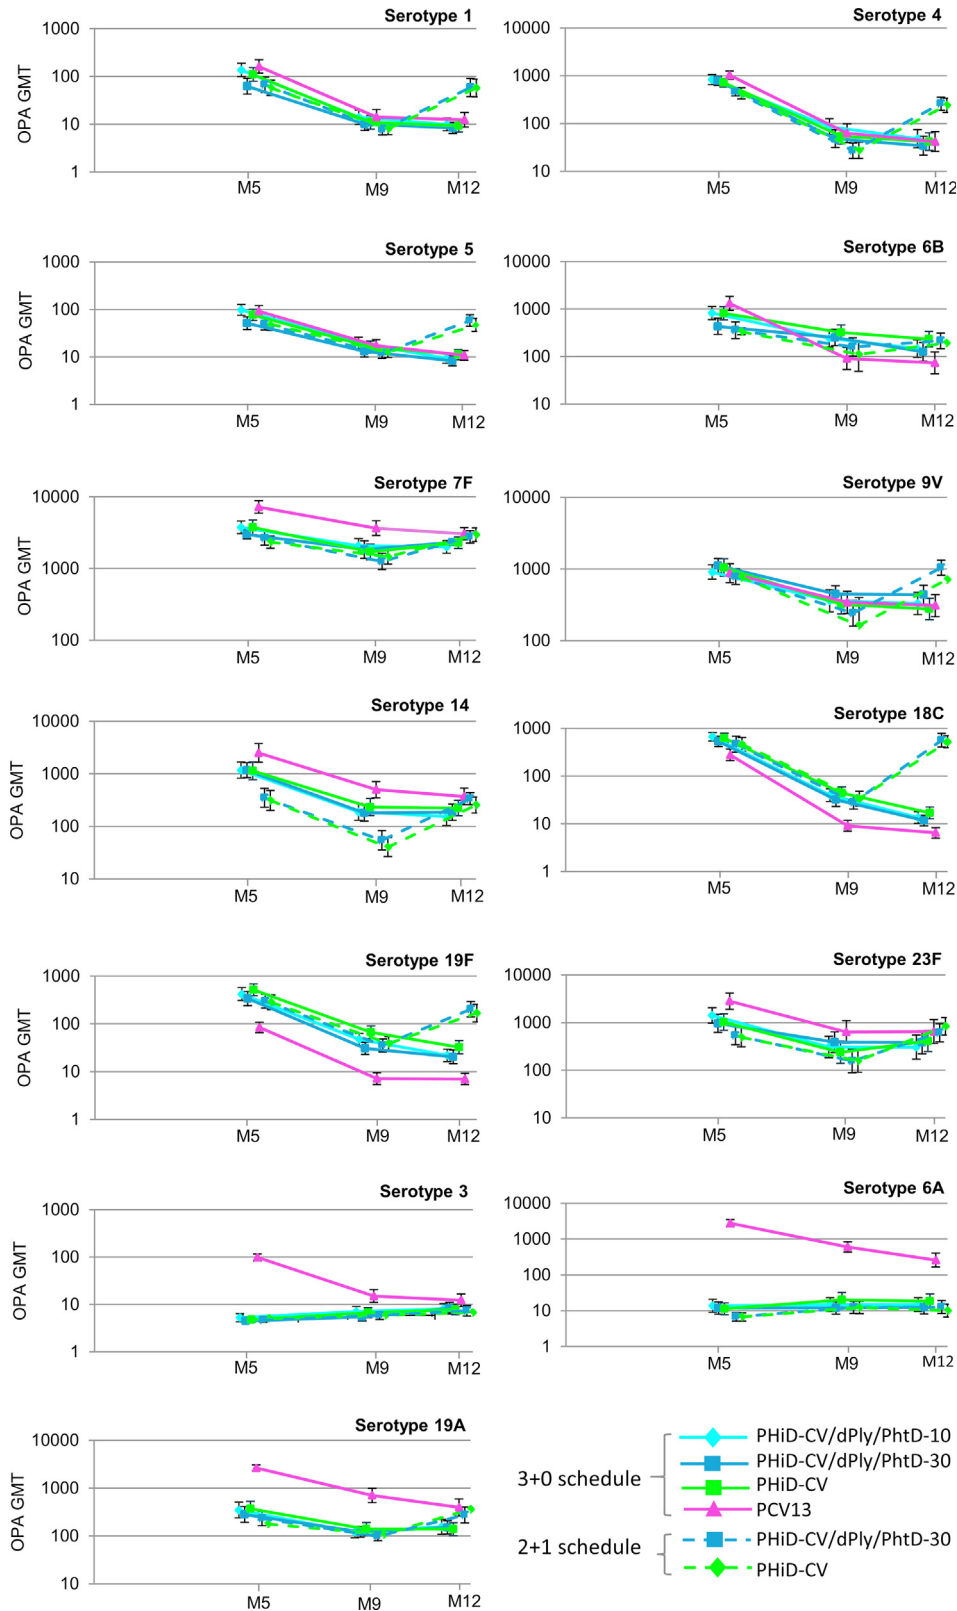 Serotype 1
1000
100
10
1
OPA GMT
M5
M9
M12
Serotype 4
10000
1000
100
10
M5
M9
M12
Serotype 5
1000
100
10
1
OPA GMT
M5
M9
M12
Serotype 6B
10000
1000
100
10
M5
M9
M12
Serotype 7F
10000
1000
100
OPA GMT
M5
M9
M12
Serotype 9V
10000
1000
100
M5
M9
M12
Serotype 14
10000
1000
100
10
OPA GMT
M5
M9
M12
Serotype 18C
1000
100
10
1
M5
M9
M12
Serotype 19F
1000
100
10
1
OPA GMT
M5
M9
M12
Serotype 23F
10000
1000
100
10
M5
M9
M12
Serotype 3
1000
100
10
1
OPA GMT
M5
M9
M12
Serotype 6A
10000
1000
100
10
1
M5
M9
M12
Serotype 19A
10000
1000
100
10
OPA GMT
M5
M9
M12
3+0 schedule
PHiD-CV/dPly/PhtD-10
PHiD-CV/dPly/PhtD-30
PHiD-CV
PCV13
2+1 schedule
PHiD-CV/dPly/PhtD-30
PHiD-CV